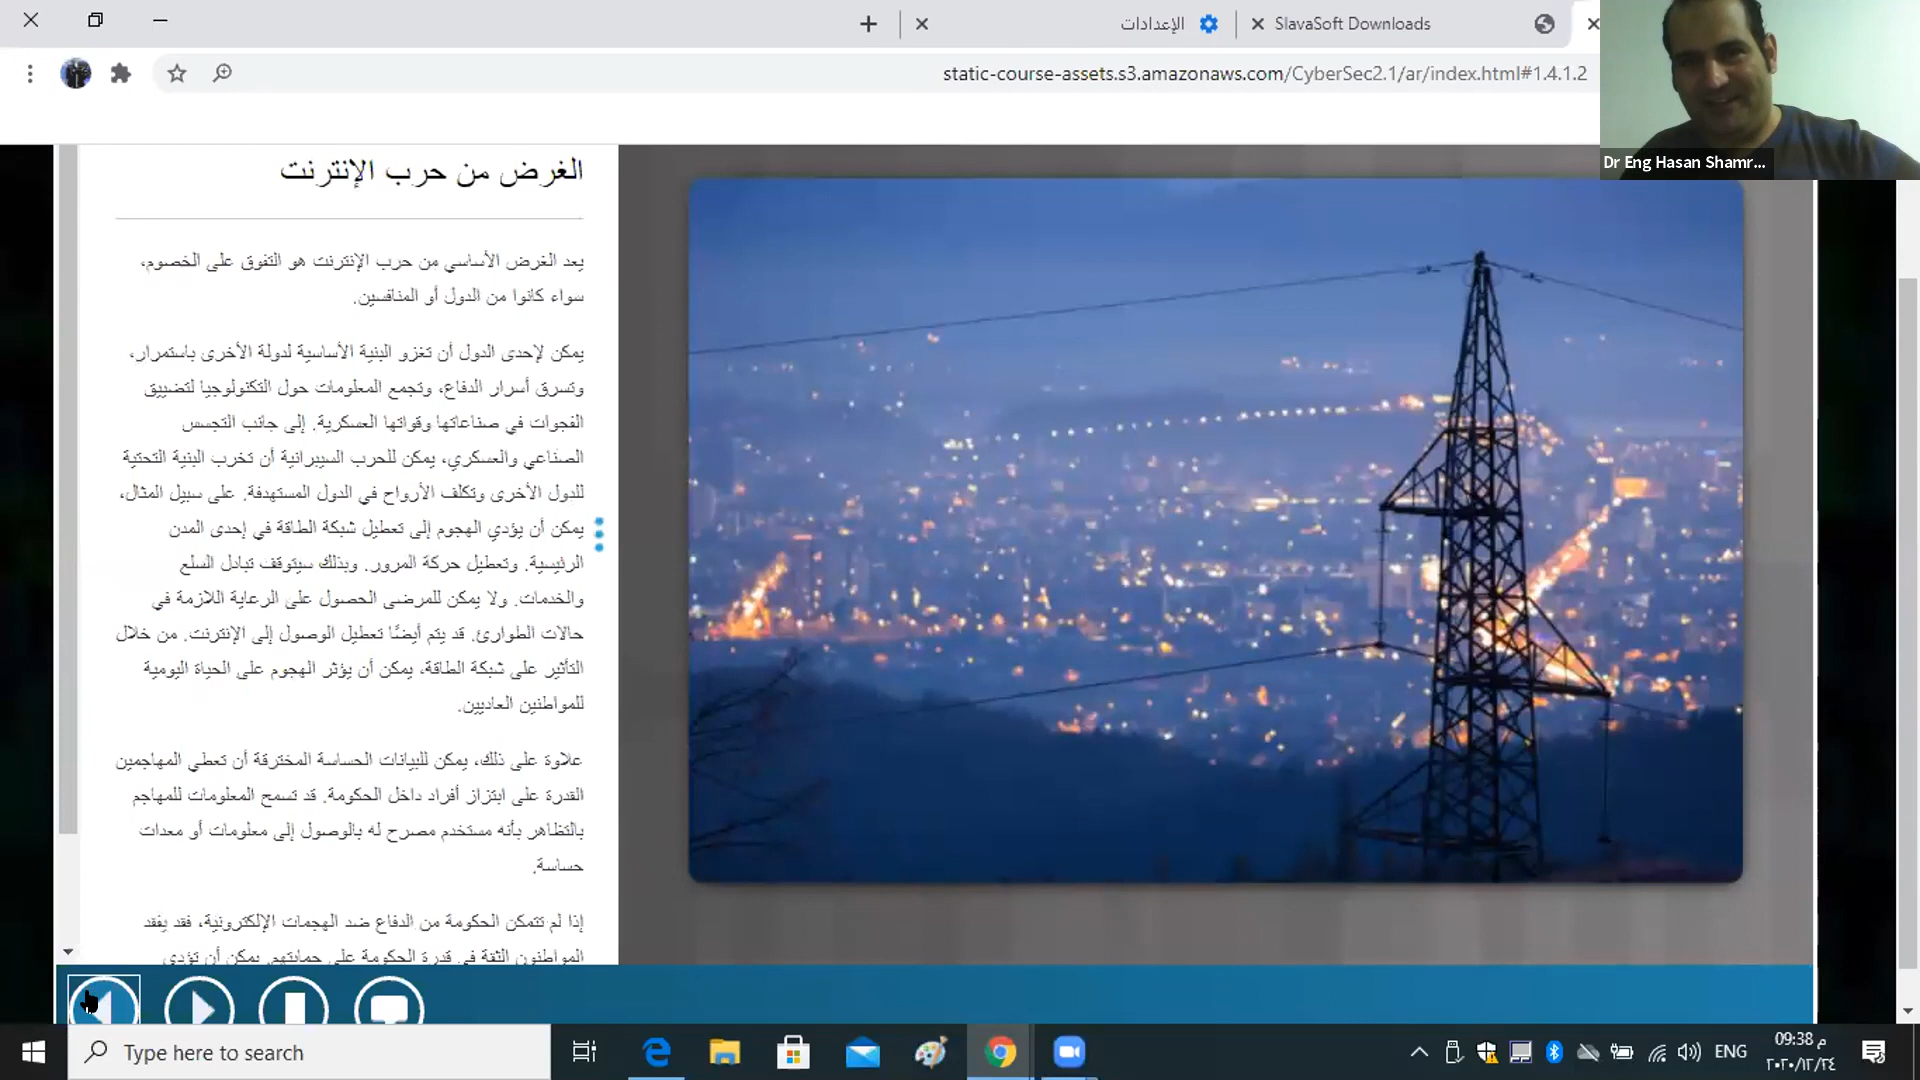 SlavaSoft Downloads
الإعدادات
static-course-assets.s3.amazonaws.com/CyberSec2.1/ar/index.html#1.4.1.2
Dr Eng Hasan Shamr...
الغرض من حرب الإنترنت
يعد الغرض الأساسي من حرب الإنترنت هو التفوق على الخصوم،
سواء كانوا من الدول أو المنافسين.
يمكن لإحدى الدول أن تغزو البنية الأساسية لدولة الأخرى باستمرار،
وتسرق أسرار الدفاع، وتجمع المعلومات حول التكنولوجيا لتضييق
الفجوات في صناعاتها وقواتها العسكرية. إلى جانب التجسس
الصناعي والعسكري، يمكن للحرب السيبرانية أن تخرب البنية التحتية
للدول الأخرى وتكلف الأرواح في الدول المستهدفة. على سبيل المثال،
يمكن أن يؤدي الهجوم إلى تعطيل شبكة الطاقة في إحدى المدن
الرئيسية. وتعطيل حركة المرور. وبذلك سيتوقف تبادل السلع
والخدمات. ولا يمكن للمرضى الحصول على الرعاية اللازمة في
حالات الطوارئ. قد يتم أيضًا تعطيل الوصول إلى الإنترنت. من خلال
التأثير على شبكة الطاقة، يمكن أن يؤثر الهجوم على الحياة اليومية
للمواطنين العاديين.
علاوة على ذلك، يمكن للبيانات الحساسة المخترقة أن تعطي المهاجمين
القدرة على ابتزاز أفراد داخل الحكومة. قد تسمح المعلومات للمهاجم
بالتظاهر بأنه مستخدم مصرح له بالوصول إلى معلومات أو معدات
حساسة.
إذا لم تتمكن الحكومة من الدفاع ضد الهجمات الإلكترونية، فقد يفقد
المواطنون الثقة في قدرة الحكومة على حمايتهم. يمكن أن تؤدي
Type here to search
ENG
09:38 م
٢٠٢٠/١٢/٢٤